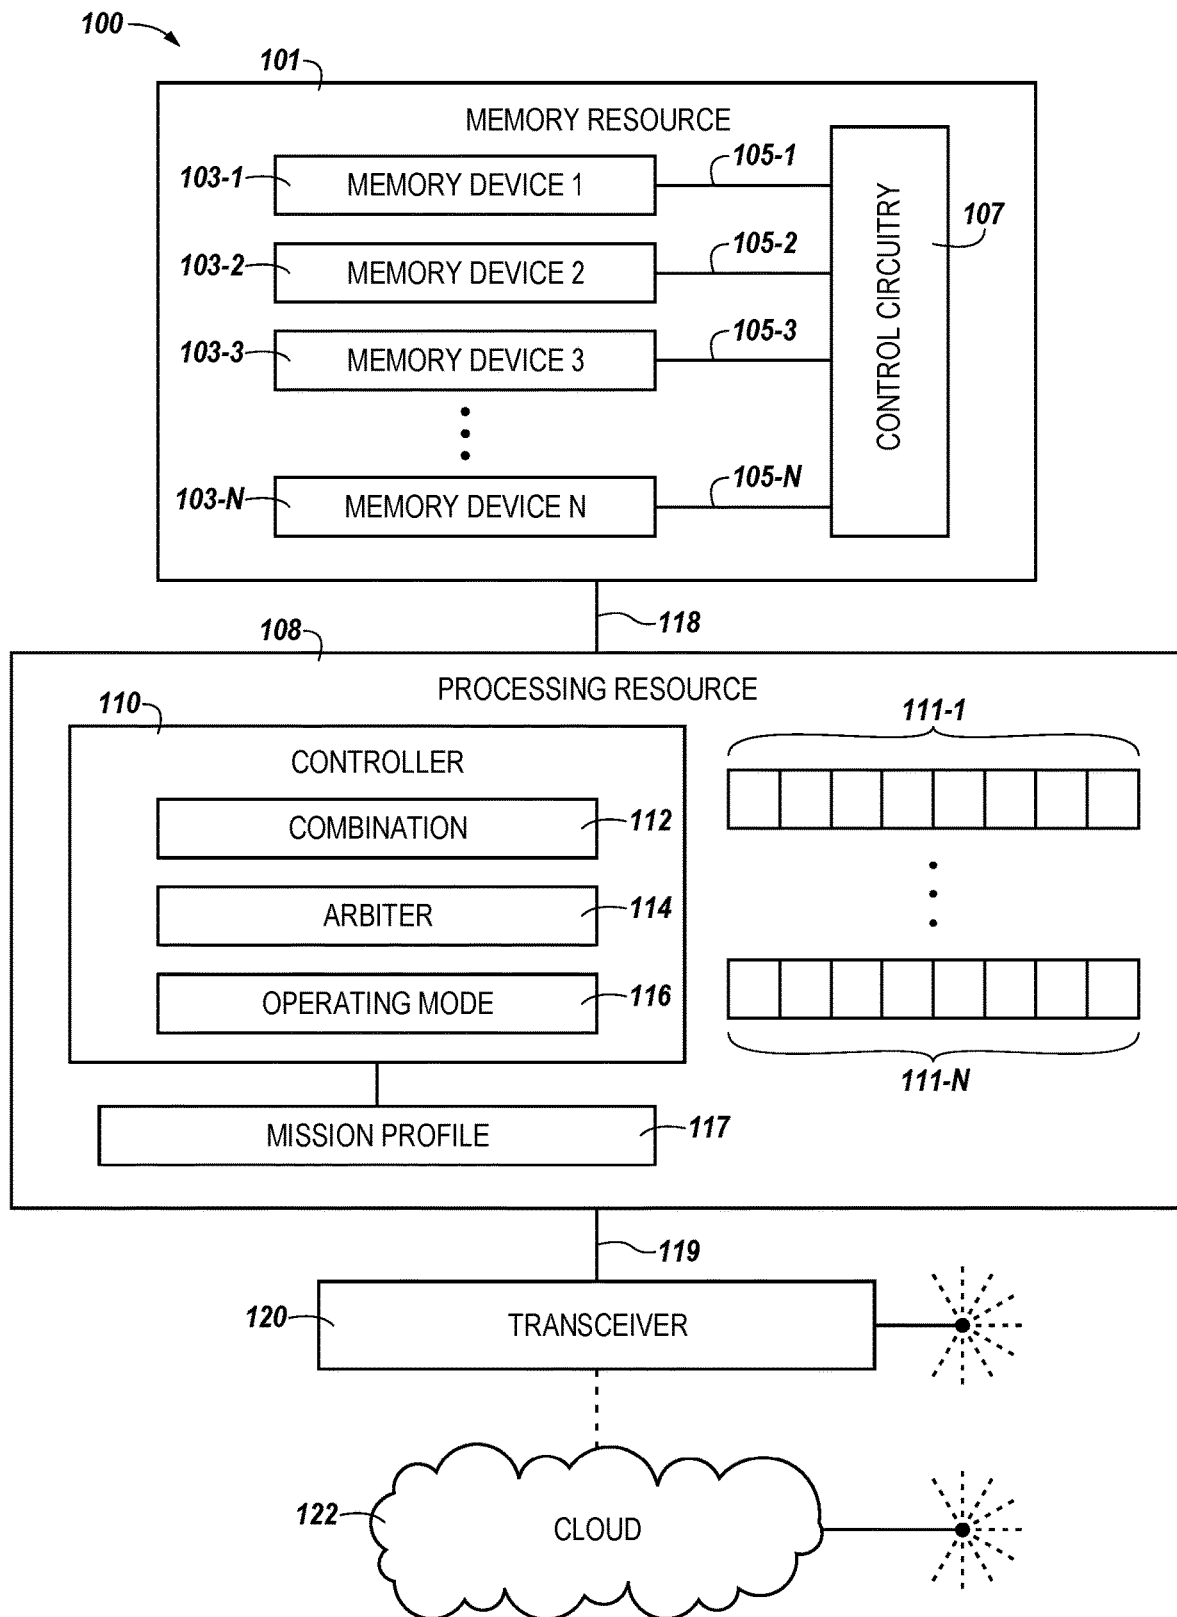 100
101
MEMORY RESOURCE
103-1 MEMORY DEVICE 1 105-1
103-2 MEMORY DEVICE 2 105-2
103-3 MEMORY DEVICE 3 105-3
103-N MEMORY DEVICE N 105-N
CONTROL CIRCUITRY
107
118
108
PROCESSING RESOURCE
110
CONTROLLER
COMBINATION 112
ARBITER 114
OPERATING MODE 116
MISSION PROFILE 117
111-1
111-N
119
120 TRANSCEIVER
122 CLOUD